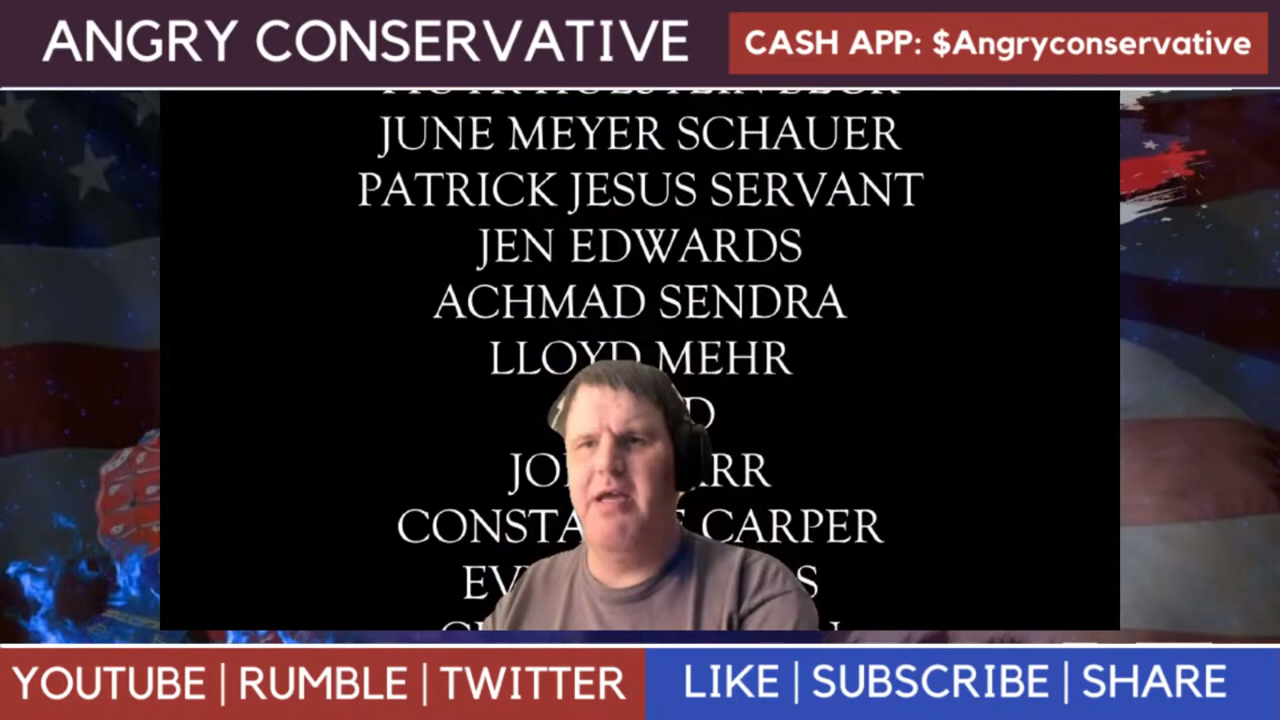 ANGRY CONSERVATIVE
CASH APP: $Angryconservative
JUNE MEYER SCHAUER
PATRICK JESUS SERVANT
JEN EDWARDS
ACHMAD SENDRA
LLOYD MEHR
CARPER
YOUTUBE | RUMBLE | TWITTER
LIKE | SUBSCRIBE | SHARE